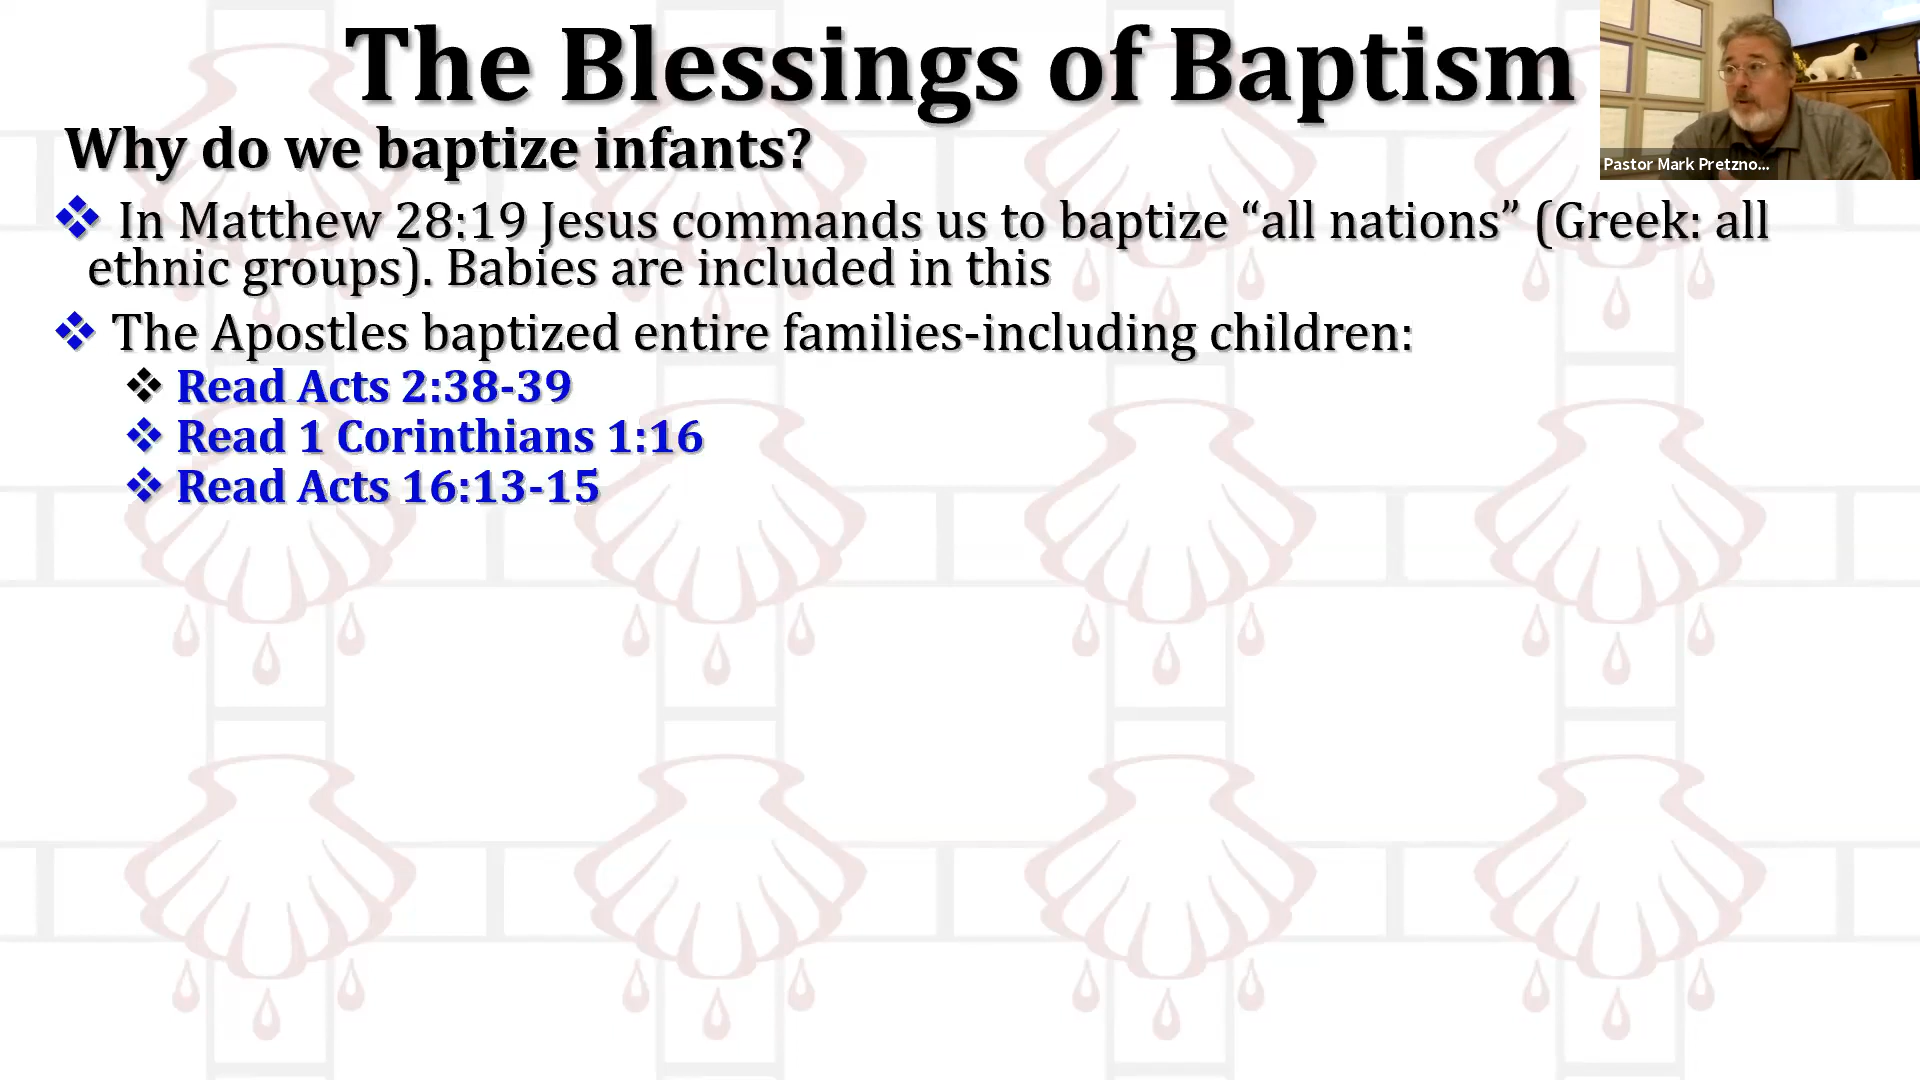 The Blessings of Baptism
Why do we baptize infants?
In Matthew 28:19 Jesus commands us to baptize “all nations” (Greek: all
ethnic groups). Babies are included in this
The Apostles baptized entire families-including children:
Read Acts 2:38-39
Read 1 Corinthians 1:16
Read Acts 16:13-15
Pastor Mark Pretzno...